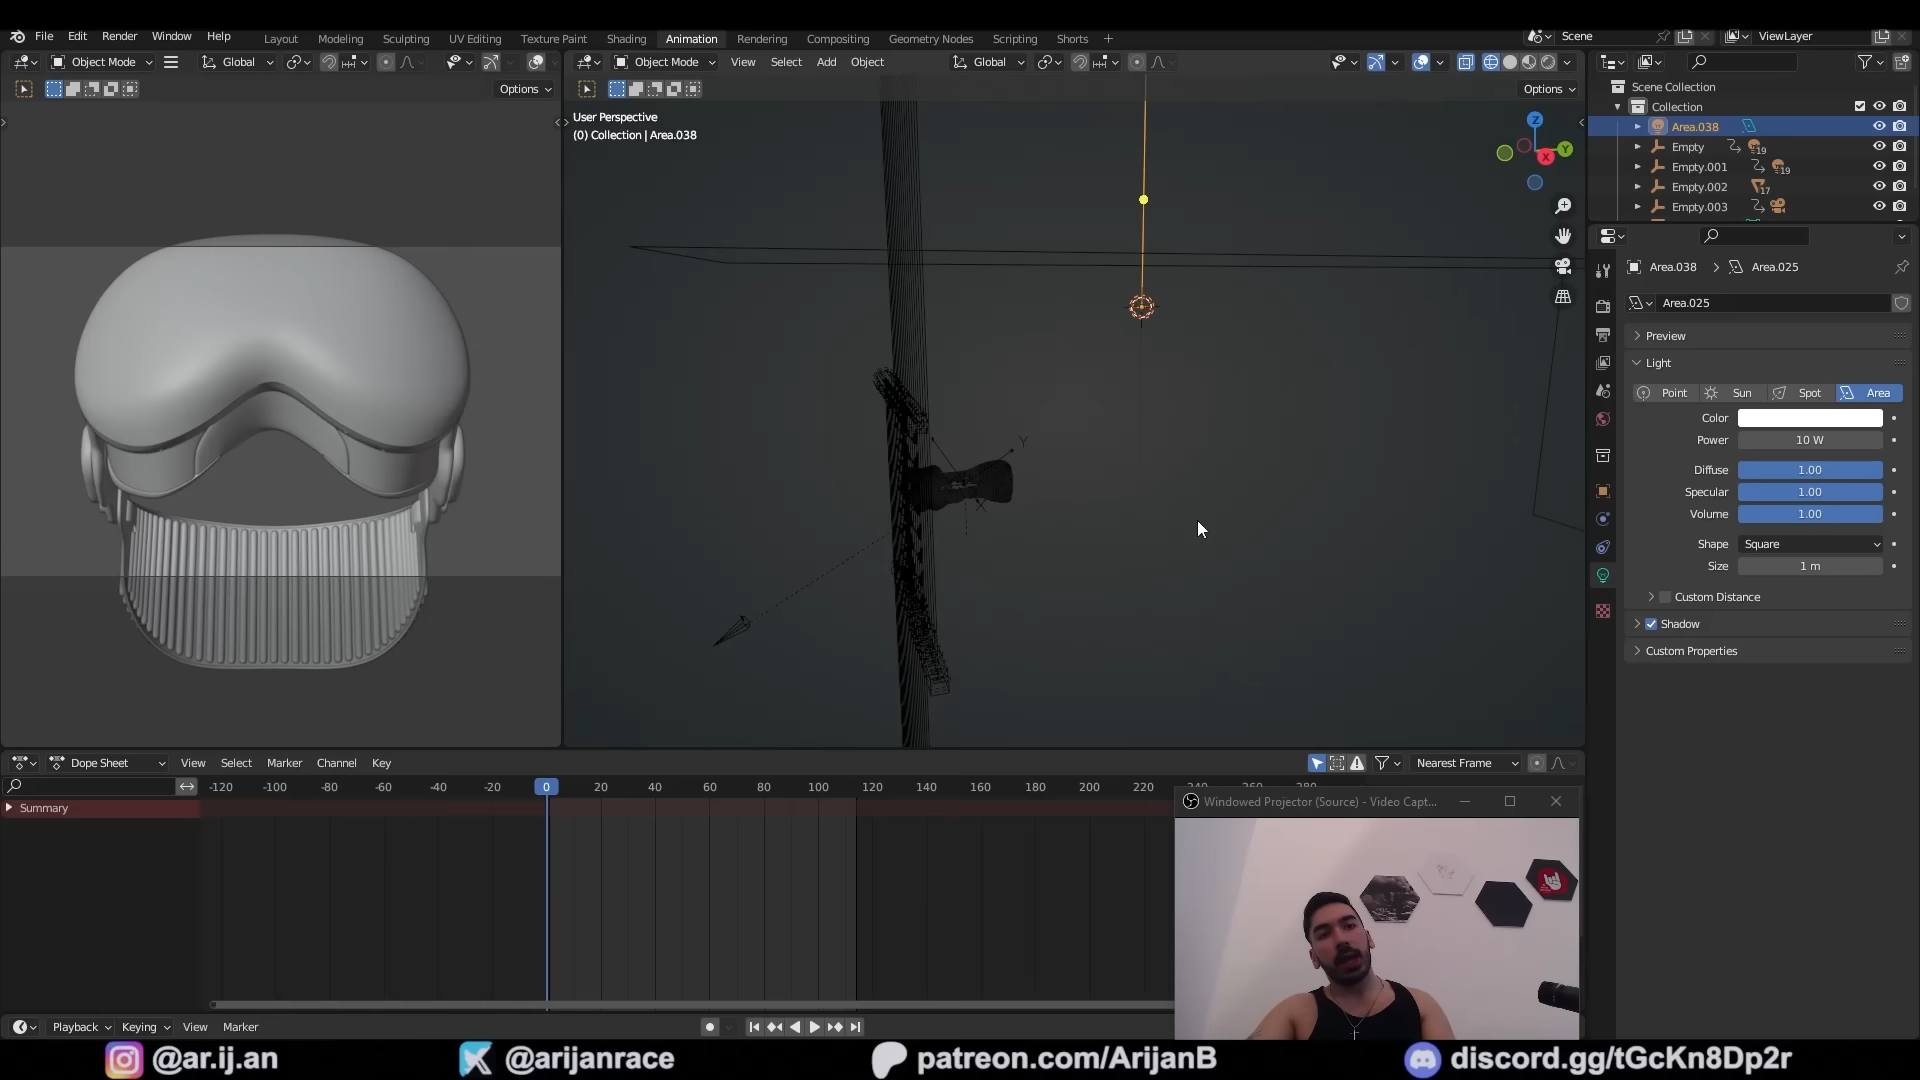 File Edit Render Window Help
Layout Modeling Sculpting UV Editing Texture Paint Shading Animation Rendering Compositing Geometry Nodes Scripting Shorts +
Scene ViewLayer
Object Mode Global
Object Mode View Select Add Object Global
Options
Options
User Perspective
(0) Collection | Area.038
Z
Y
X
Y
X
Scene Collection
Collection
Area.038
Empty 19
Empty.001 19
Empty.002 17
Empty.003
Area.038 > Area.025
Area.025
Preview
Light
Point Sun Spot Area
Color
Power 10 W
Diffuse 1.00
Specular 1.00
Volume 1.00
Shape Square
Size 1 m
Custom Distance
Shadow
Custom Properties
Dope Sheet View Select Marker Channel Key Nearest Frame
-120 -100 -80 -60 -40 -20 0 20 40 60 80 100 120 140 160 180 200 220
Summary
Windowed Projector (Source) - Video Capt...
Playback Keying View Marker
@ar.ij.an @arijanrace patreon.com/ArijanB discord.gg/tGcKn8Dp2r